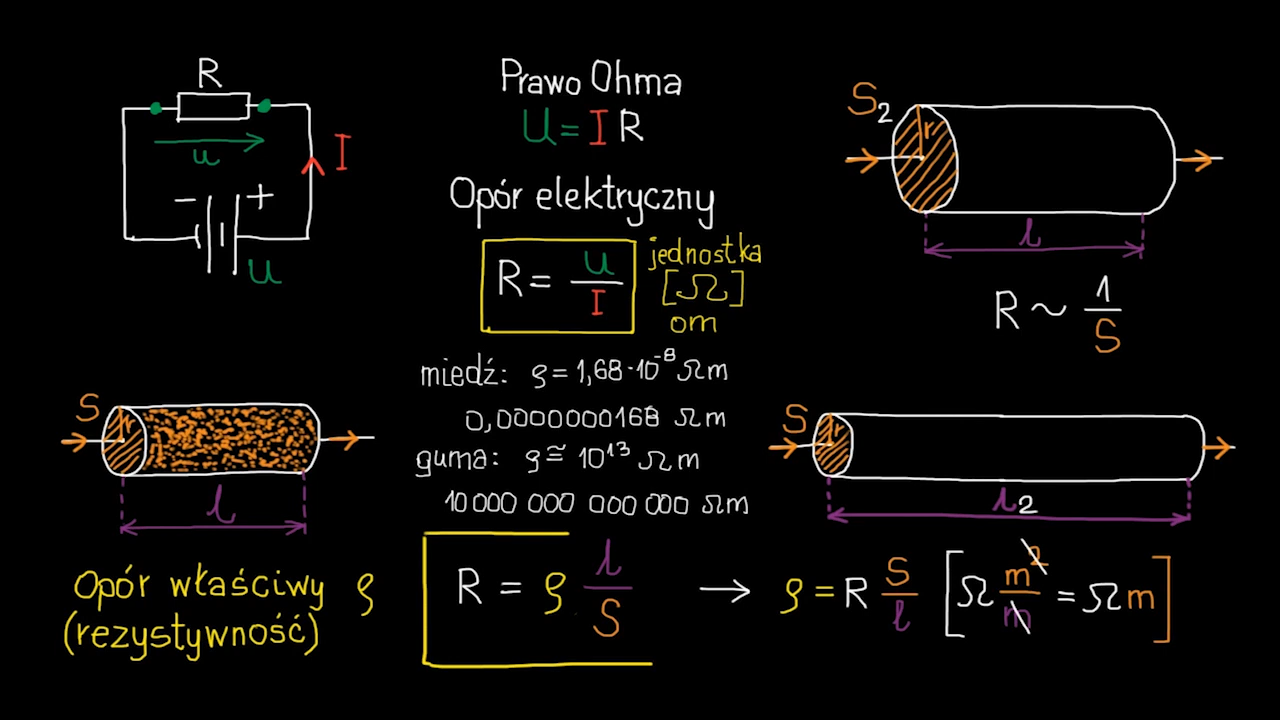 R
u
I
- +
U
Prawo Ohma
U = I R
Opór elektryczny
R = U / I
jednostka
[Ω]
om
miedź: ρ = 1,68·10⁻⁸ Ωm
0,0000000168 Ωm
guma: ρ ≅ 10¹³ Ωm
10 000 000 000 000 Ωm
S₂
r
l
R ~ 1 / S
S
r
l
S
r
l₂
Opór właściwy ρ
(rezystywność)
R = ρ l / S → ρ = R S / l [Ω m² / m = Ωm]